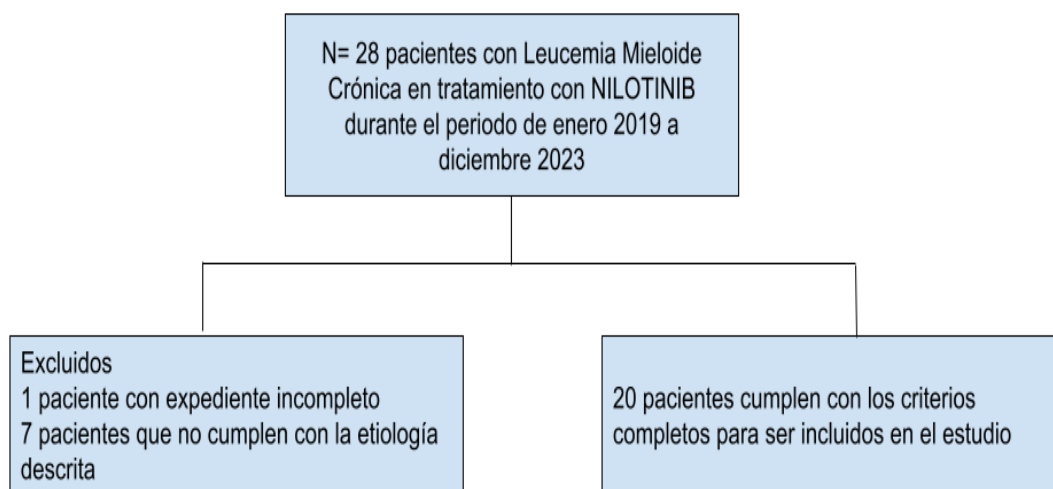 N= 28 pacientes con Leucemia Mieloide
Crónica en tratamiento con NILOTINIB
durante el periodo de enero 2019 a
diciembre 2023
Excluidos
1 paciente con expediente incompleto
7 pacientes que no cumplen con la etiología
descrita
20 pacientes cumplen con los criterios
completos para ser incluidos en el estudio